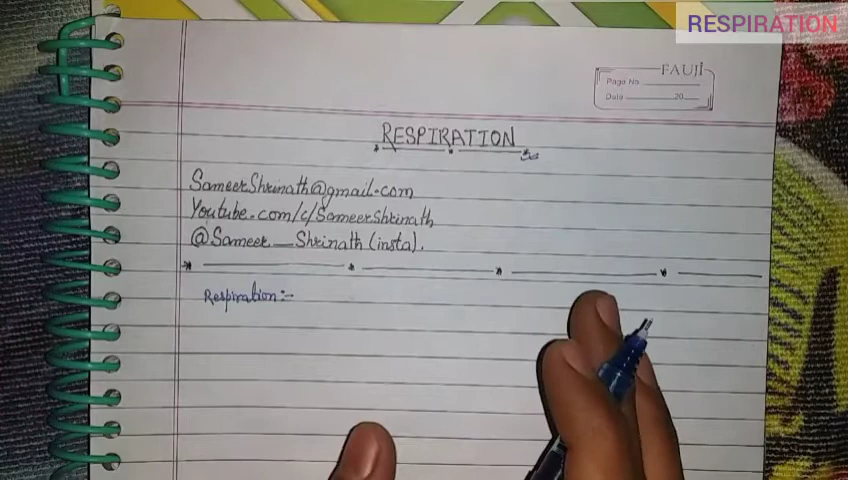 RESPIRATION
FAUJi
Page No.
Date 20
RESPIRATION
SameerShrinath@gmail.com
Youtube.com/c/SameerShrinath
@Sameer_Shrinath (insta).
Respiration:-